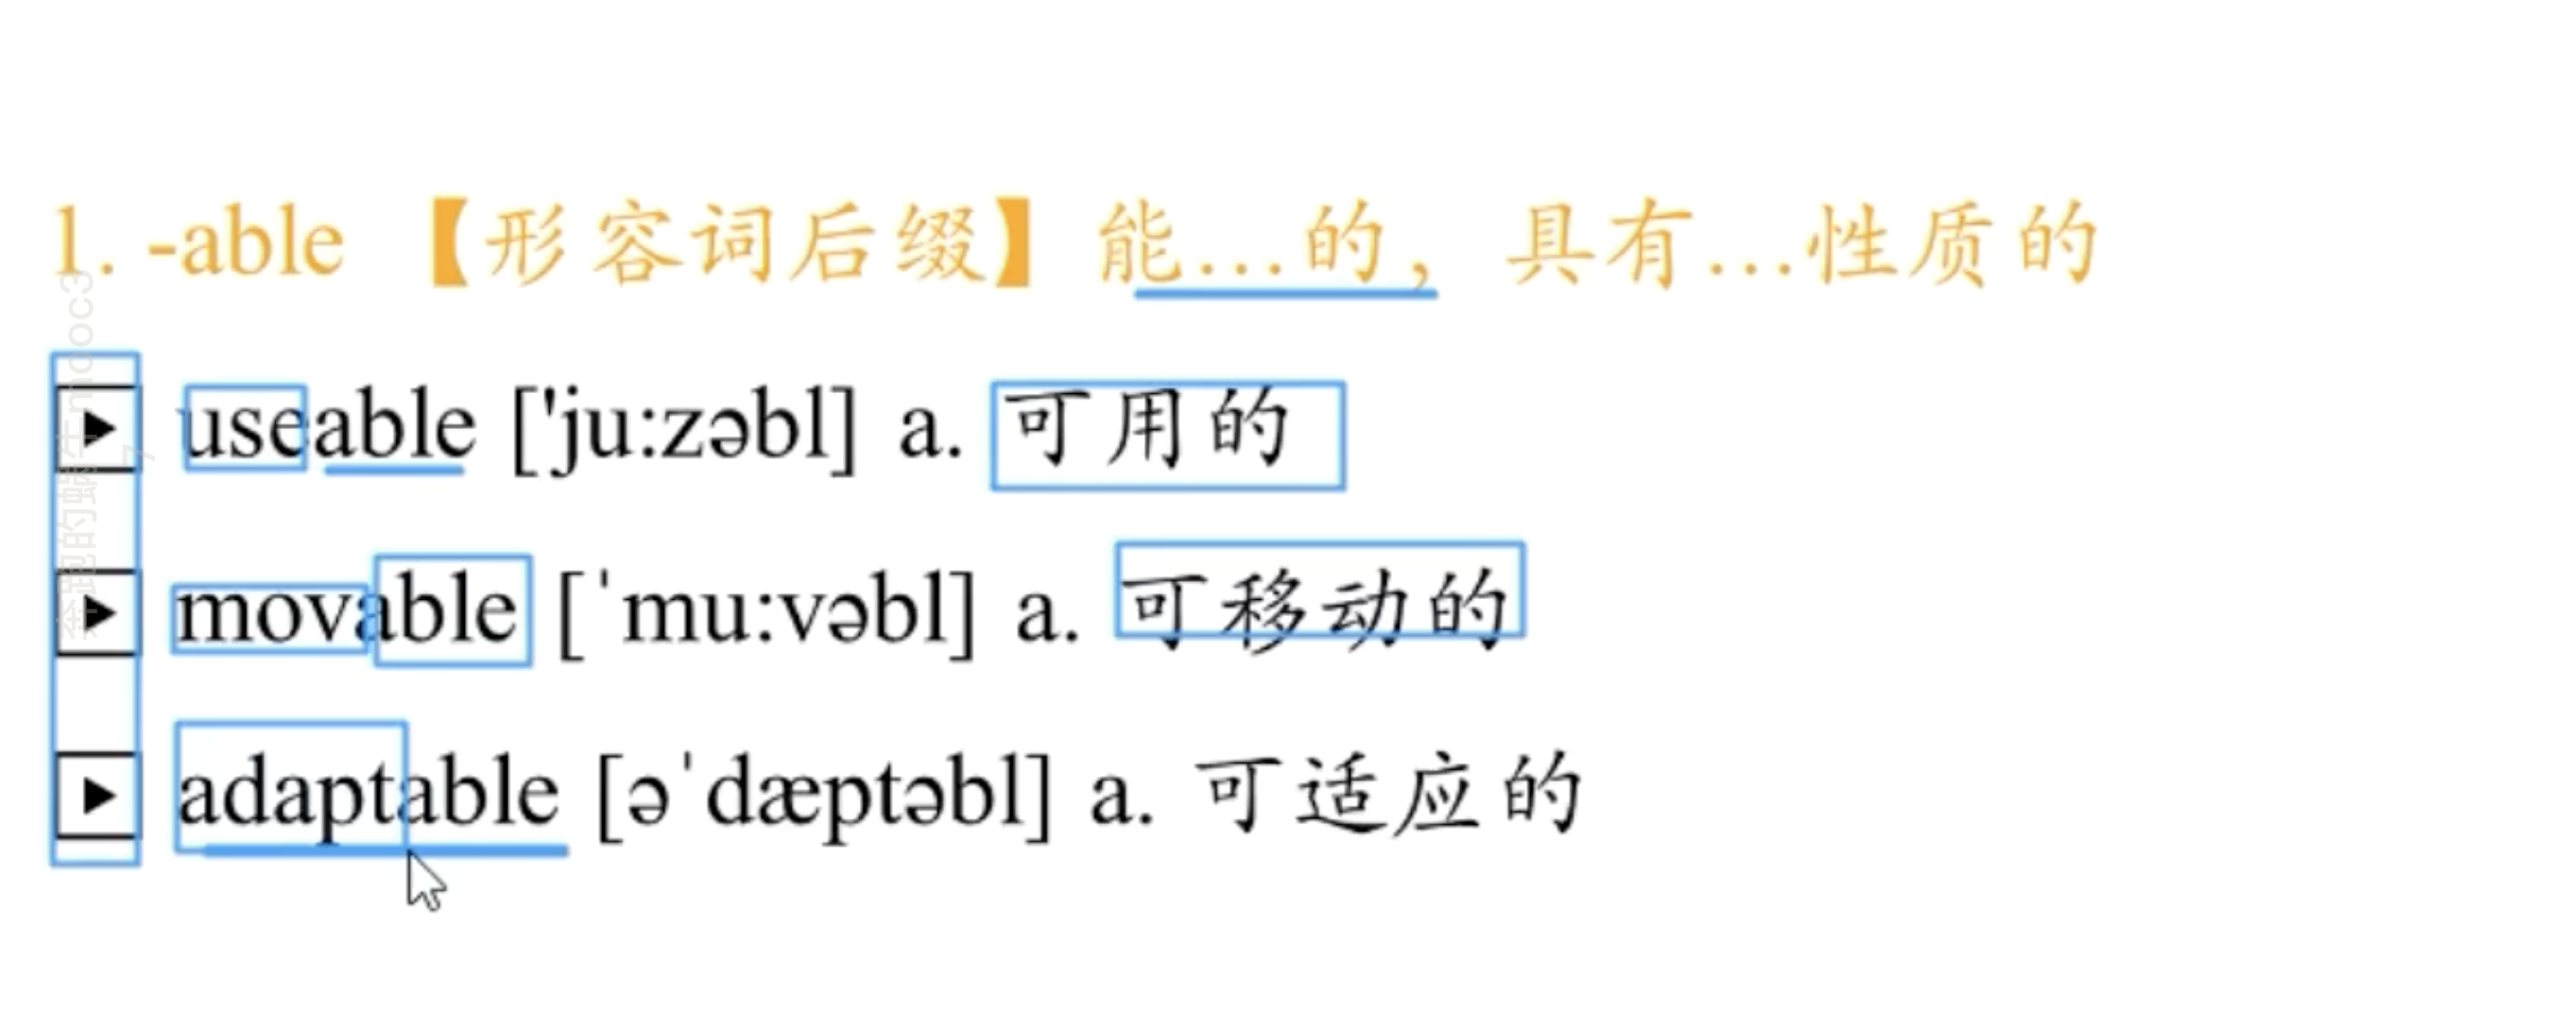 1. -able 【形容词后缀】能...的，具有...性质的
useable ['ju:zəbl] a. 可用的
movable [ˈmu:vəbl] a. 可移动的
adaptable [əˈdæptəbl] a. 可适应的